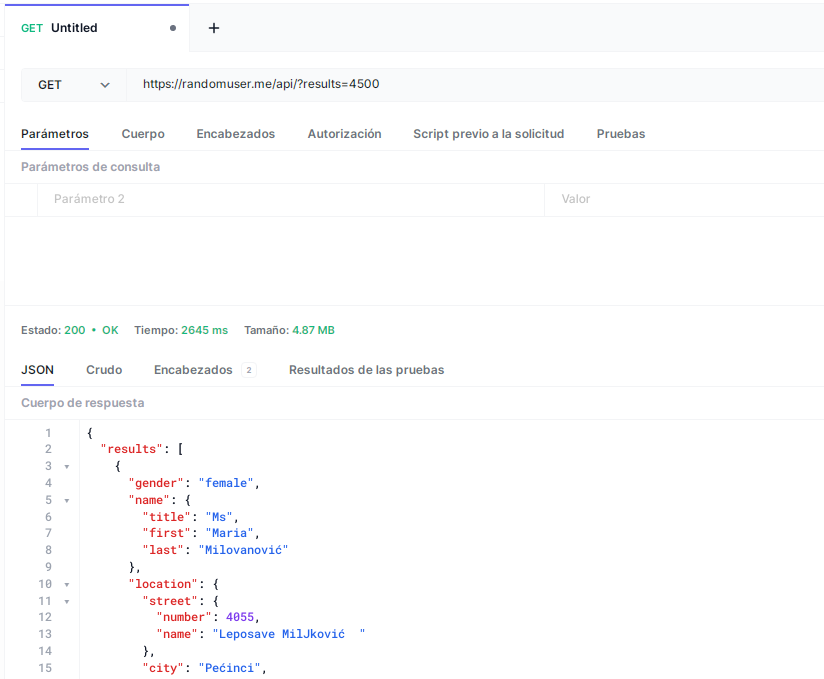 GET Untitled
GET https://randomuser.me/api/?results=4500
Parámetros Cuerpo Encabezados Autorización Script previo a la solicitud Pruebas
Parámetros de consulta
Parámetro 2 Valor
Estado: 200 • OK Tiempo: 2645 ms Tamaño: 4.87 MB
JSON Crudo Encabezados 2 Resultados de las pruebas
Cuerpo de respuesta
1 {
2 "results": [
3 {
4 "gender": "female",
5 "name": {
6 "title": "Ms",
7 "first": "Maria",
8 "last": "Milovanović"
9 },
10 "location": {
11 "street": {
12 "number": 4055,
13 "name": "Leposave MilJković  "
14 },
15 "city": "Pećinci",